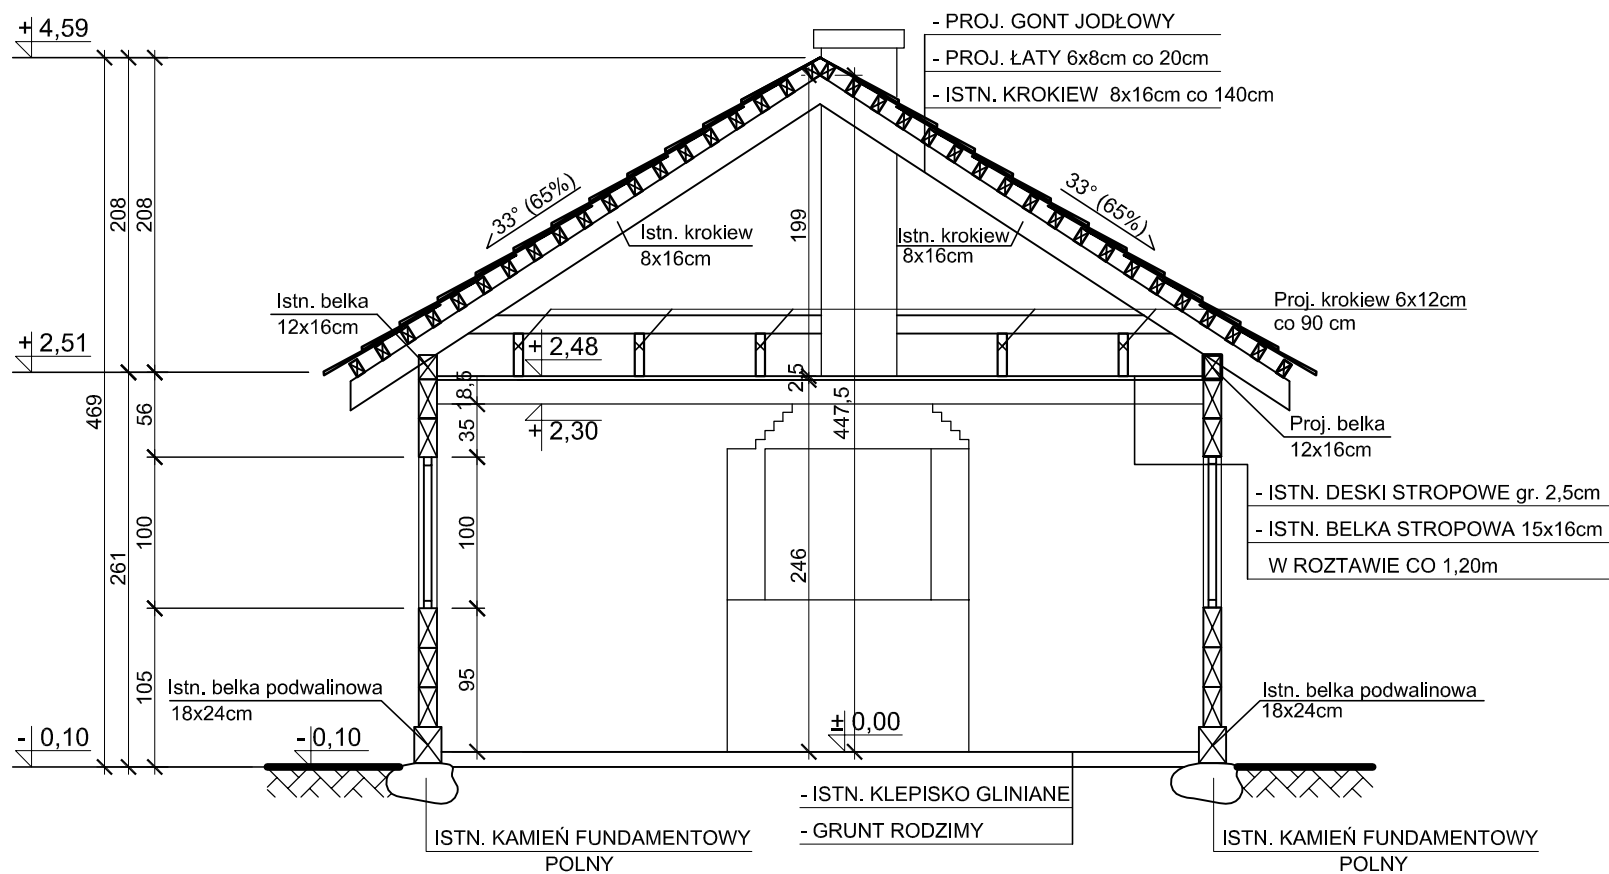 + 4,59
- PROJ. GONT JODŁOWY
- PROJ. ŁATY 6x8cm co 20cm
- ISTN. KROKIEW 8x16cm co 140cm
33° (65%)
33° (65%)
208
208
199
Istn. krokiew
8x16cm
Istn. krokiew
8x16cm
Istn. belka
12x16cm
Proj. krokiew 6x12cm
co 90 cm
+ 2,51
+ 2,48
2,5
18,5
447,5
469
56
35
+ 2,30
Proj. belka
12x16cm
- ISTN. DESKI STROPOWE gr. 2,5cm
- ISTN. BELKA STROPOWA 15x16cm
W ROZTAWIE CO 1,20m
261
100
100
246
105
95
Istn. belka podwalinowa
18x24cm
Istn. belka podwalinowa
18x24cm
± 0,00
- 0,10
- 0,10
- ISTN. KLEPISKO GLINIANE
- GRUNT RODZIMY
ISTN. KAMIEŃ FUNDAMENTOWY
POLNY
ISTN. KAMIEŃ FUNDAMENTOWY
POLNY